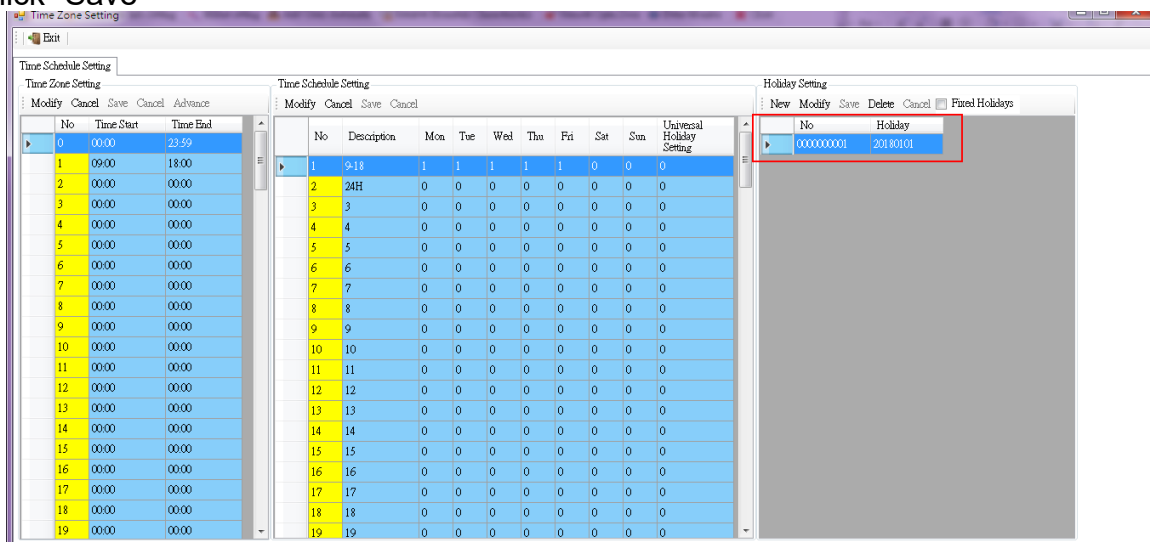 Click "Save"
Time Zone Setting
Exit
Time Schedule Setting
Time Zone Setting
Modify Cancel Save Cancel Advance
No Time Start Time End
0 00:00 23:59
1 09:00 18:00
2 00:00 00:00
3 00:00 00:00
4 00:00 00:00
5 00:00 00:00
6 00:00 00:00
7 00:00 00:00
8 00:00 00:00
9 00:00 00:00
10 00:00 00:00
11 00:00 00:00
12 00:00 00:00
13 00:00 00:00
14 00:00 00:00
15 00:00 00:00
16 00:00 00:00
17 00:00 00:00
18 00:00 00:00
19 00:00 00:00
Time Schedule Setting
Modify Cancel Save Cancel
No Description Mon Tue Wed Thu Fri Sat Sun Universal Holiday Setting
1 9-18 1 1 1 1 1 0 0 0
2 24H 0 0 0 0 0 0 0 0
3 3 0 0 0 0 0 0 0 0
4 4 0 0 0 0 0 0 0 0
5 5 0 0 0 0 0 0 0 0
6 6 0 0 0 0 0 0 0 0
7 7 0 0 0 0 0 0 0 0
8 8 0 0 0 0 0 0 0 0
9 9 0 0 0 0 0 0 0 0
10 10 0 0 0 0 0 0 0 0
11 11 0 0 0 0 0 0 0 0
12 12 0 0 0 0 0 0 0 0
13 13 0 0 0 0 0 0 0 0
14 14 0 0 0 0 0 0 0 0
15 15 0 0 0 0 0 0 0 0
16 16 0 0 0 0 0 0 0 0
17 17 0 0 0 0 0 0 0 0
18 18 0 0 0 0 0 0 0 0
19 19 0 0 0 0 0 0 0 0
Holiday Setting
New Modify Save Delete Cancel Fixed Holidays
No Holiday
0000000001 20180101